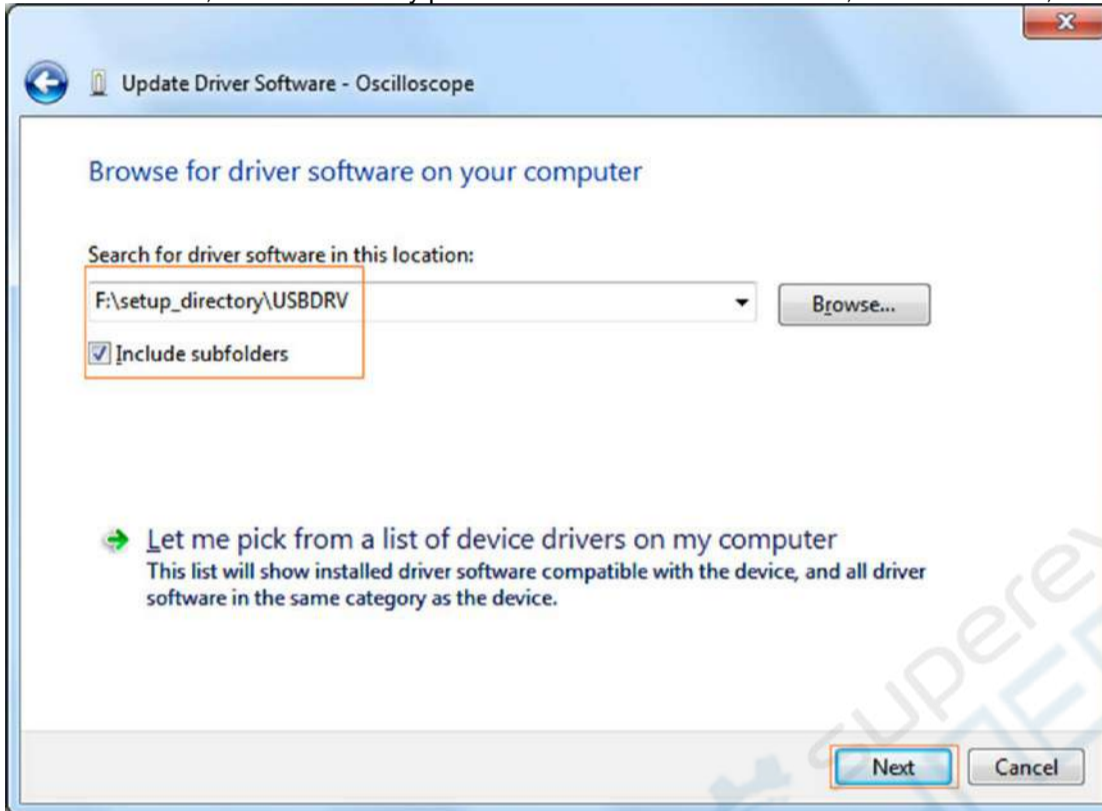 Update Driver Software - Oscilloscope
Browse for driver software on your computer
Search for driver software in this location:
F:\setup_directory\USBDRV
Browse...
Include subfolders
Let me pick from a list of device drivers on my computer
This list will show installed driver software compatible with the device, and all driver
software in the same category as the device.
Next Cancel